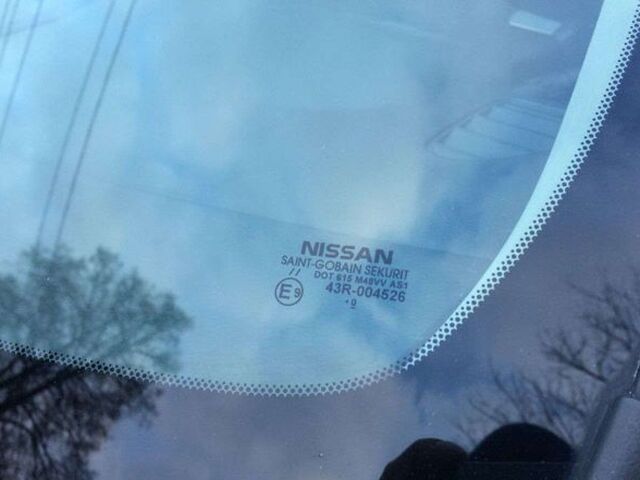 NISSAN
SAINT-GOBAIN SEKURIT
DOT 615 M48VV AS1
43R-004526
E9